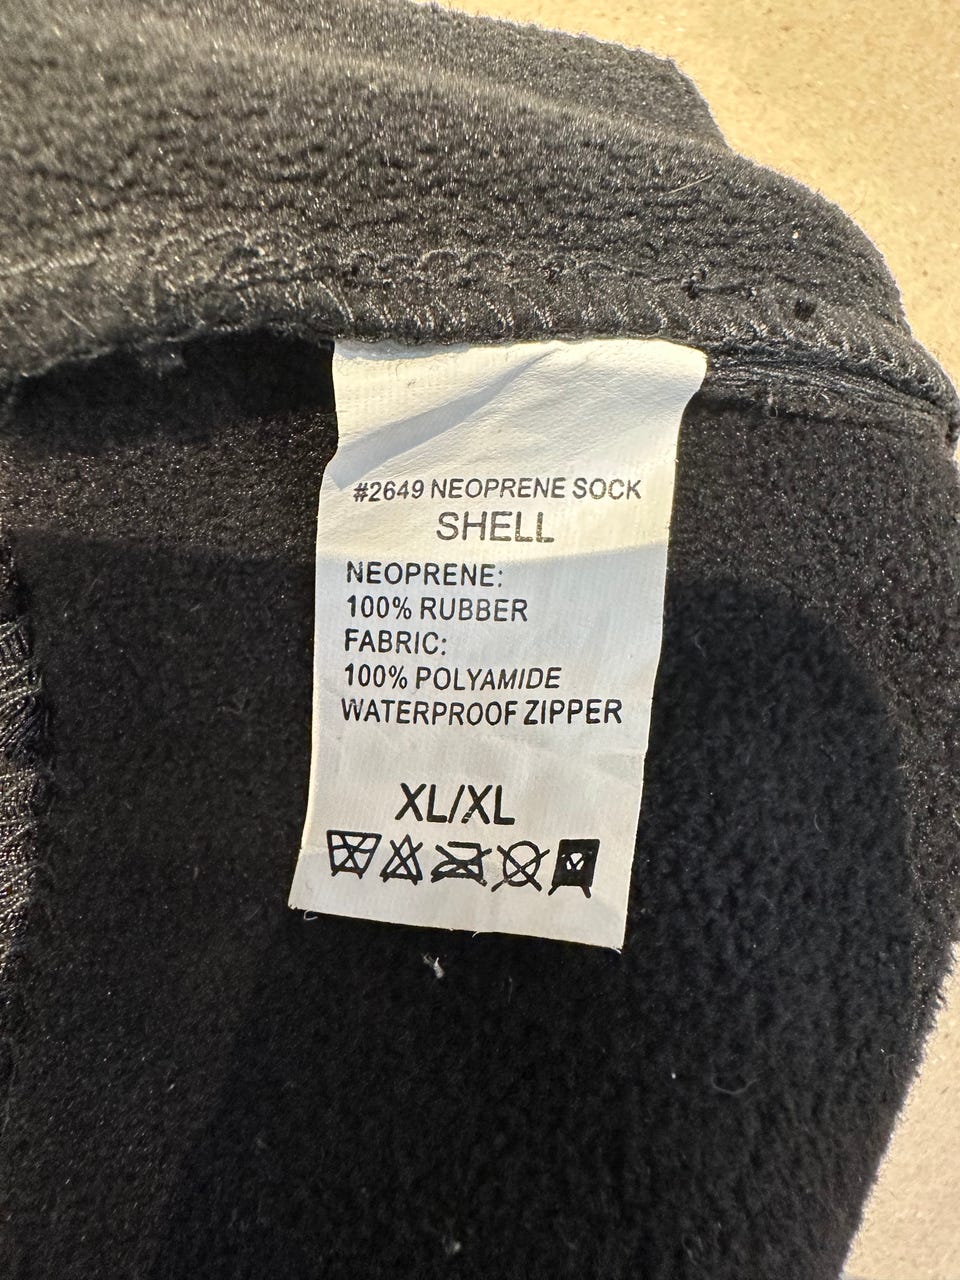 #2649 NEOPRENE SOCK
SHELL
NEOPRENE:
100% RUBBER
FABRIC:
100% POLYAMIDE
WATERPROOF ZIPPER
XL/XL